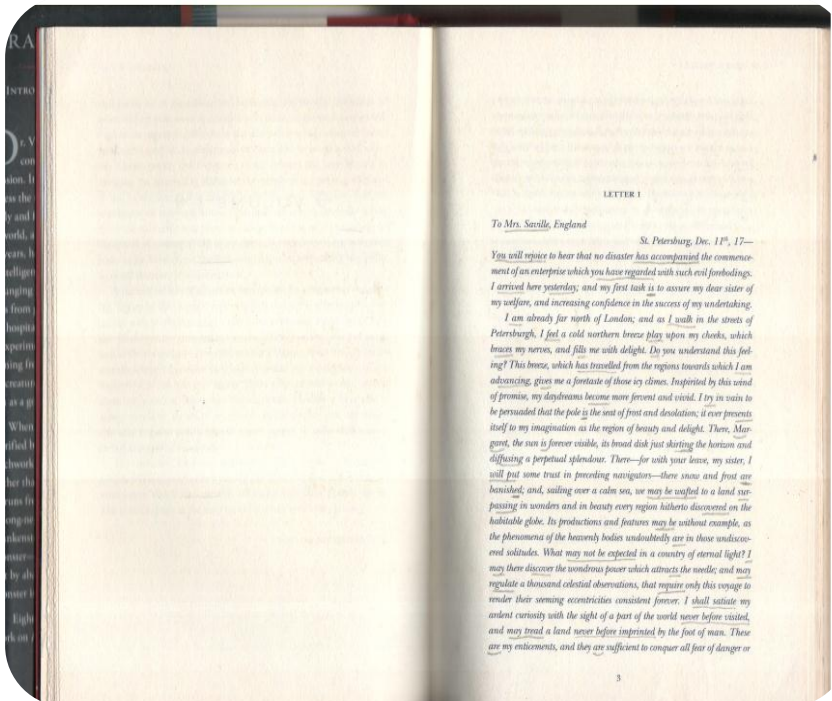 RA
INTRO
LETTER I
To Mrs. Saville, England
St. Petersburg, Dec. 11th, 17—
You will rejoice to hear that no disaster has accompanied the commence-
ment of an enterprise which you have regarded with such evil forebodings.
I arrived here yesterday; and my first task is to assure my dear sister of
my welfare, and increasing confidence in the success of my undertaking.
I am already far north of London; and as I walk in the streets of
Petersburgh, I feel a cold northern breeze play upon my cheeks, which
braces my nerves, and fills me with delight. Do you understand this feel-
ing? This breeze, which has travelled from the regions towards which I am
advancing, gives me a foretaste of those icy climes. Inspirited by this wind
of promise, my daydreams become more fervent and vivid. I try in vain to
be persuaded that the pole is the seat of frost and desolation; it ever presents
itself to my imagination as the region of beauty and delight. There, Mar-
garet, the sun is forever visible, its broad disk just skirting the horizon and
diffusing a perpetual splendour. There—for with your leave, my sister, I
will put some trust in preceding navigators—there snow and frost are
banished; and, sailing over a calm sea, we may be wafted to a land sur-
passing in wonders and in beauty every region hitherto discovered on the
habitable globe. Its productions and features may be without example, as
the phenomena of the heavenly bodies undoubtedly are in those undiscov-
ered solitudes. What may not be expected in a country of eternal light? I
may there discover the wondrous power which attracts the needle; and may
regulate a thousand celestial observations, that require only this voyage to
render their seeming eccentricities consistent forever. I shall satiate my
ardent curiosity with the sight of a part of the world never before visited,
and may tread a land never before imprinted by the foot of man. These
are my enticements, and they are sufficient to conquer all fear of danger or
3